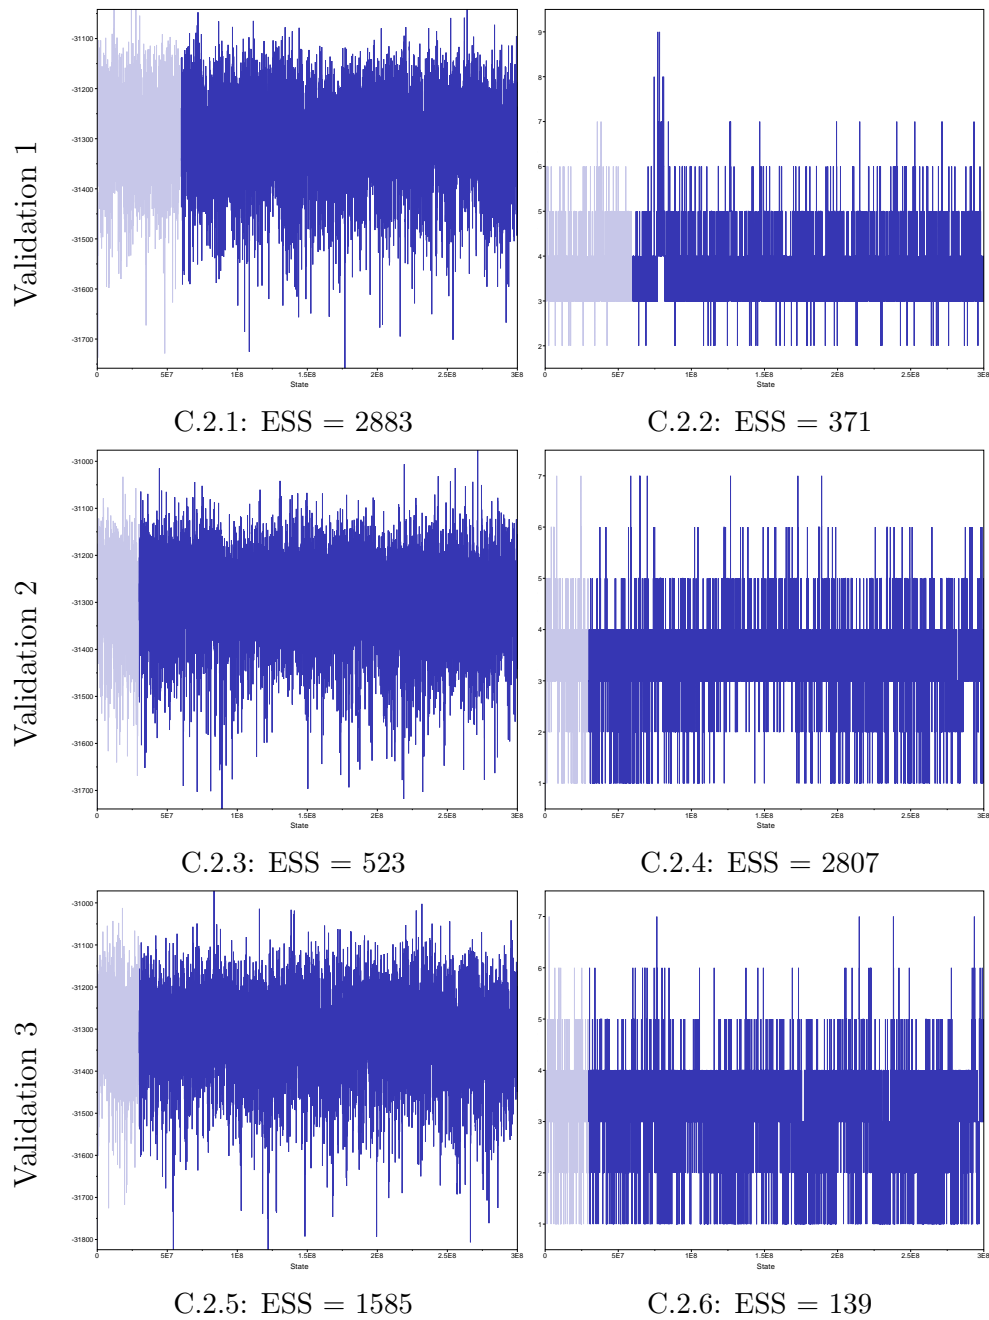 Validation 1
-31100
-31200
-31300
-31400
-31500
-31600
-31700
0 5E7 1E8 1.5E8 2E8 2.5E8 3E8
State
9
8
7
6
5
4
3
2
0 5E7 1E8 1.5E8 2E8 2.5E8 3E8
State
C.2.1: ESS = 2883
C.2.2: ESS = 371
Validation 2
-31000
-31100
-31200
-31300
-31400
-31500
-31600
-31700
0 5E7 1E8 1.5E8 2E8 2.5E8 3E8
State
7
6
5
4
3
2
1
0 5E7 1E8 1.5E8 2E8 2.5E8 3E8
State
C.2.3: ESS = 523
C.2.4: ESS = 2807
Validation 3
-31000
-31100
-31200
-31300
-31400
-31500
-31600
-31700
-31800
0 5E7 1E8 1.5E8 2E8 2.5E8 3E8
State
7
6
5
4
3
2
1
0 5E7 1E8 1.5E8 2E8 2.5E8 3E8
State
C.2.5: ESS = 1585
C.2.6: ESS = 139